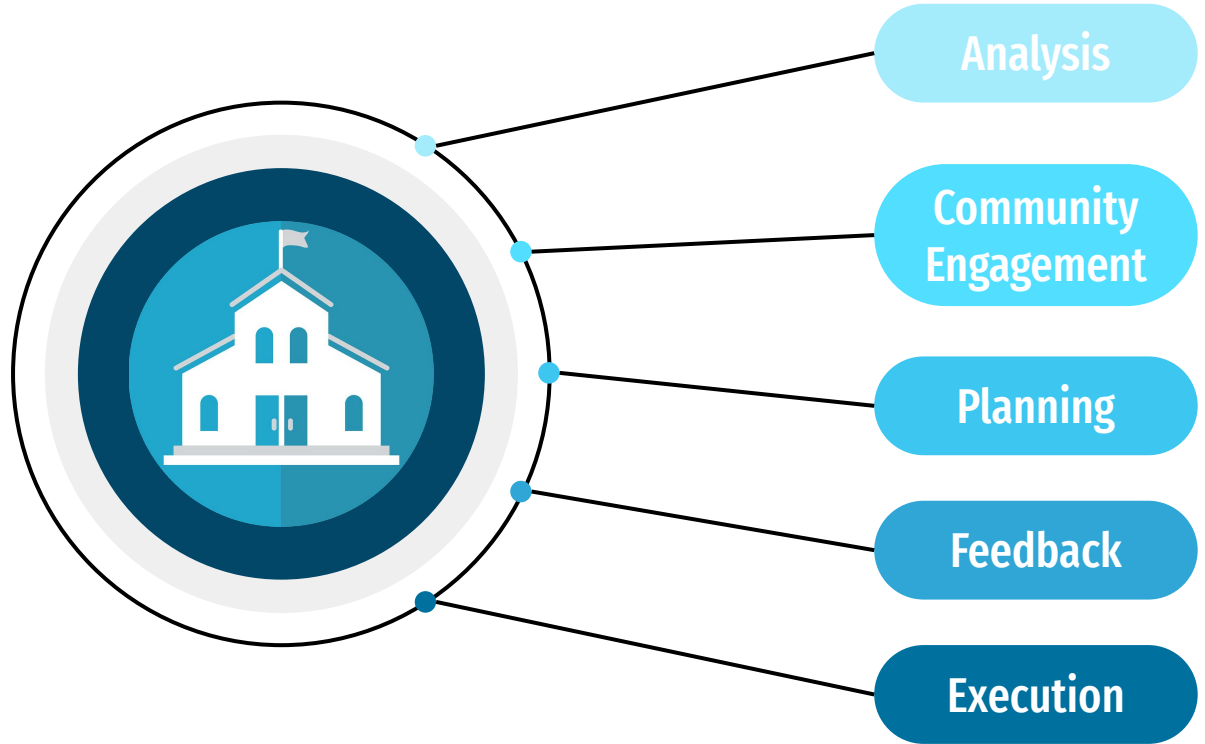 Analysis
Community
Engagement
Planning
Feedback
Execution